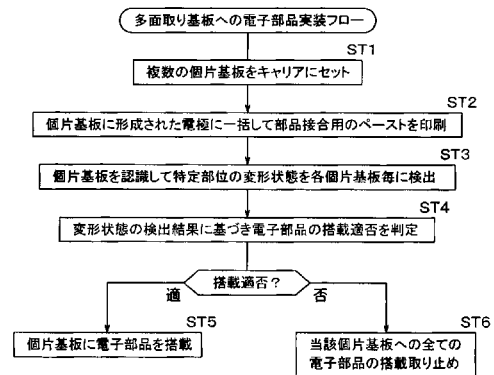 多面取り基板への電子部品実装フロー
ST1
複数の個片基板をキャリアにセット
ST2
個片基板に形成された電極に一括して部品接合用のペーストを印刷
ST3
個片基板を認識して特定部位の変形状態を各個片基板毎に検出
ST4
変形状態の検出結果に基づき電子部品の搭載適否を判定
搭載適否？
適
否
ST5
個片基板に電子部品を搭載
ST6
当該個片基板への全ての
電子部品の搭載取り止め